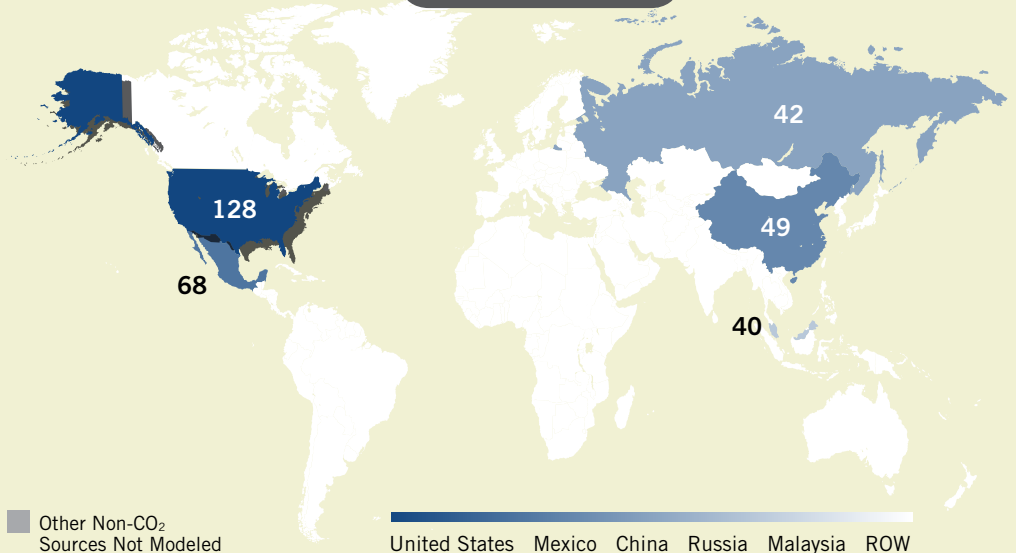 42
128
49
68
40
Other Non-CO₂
Sources Not Modeled
United States Mexico China Russia Malaysia ROW